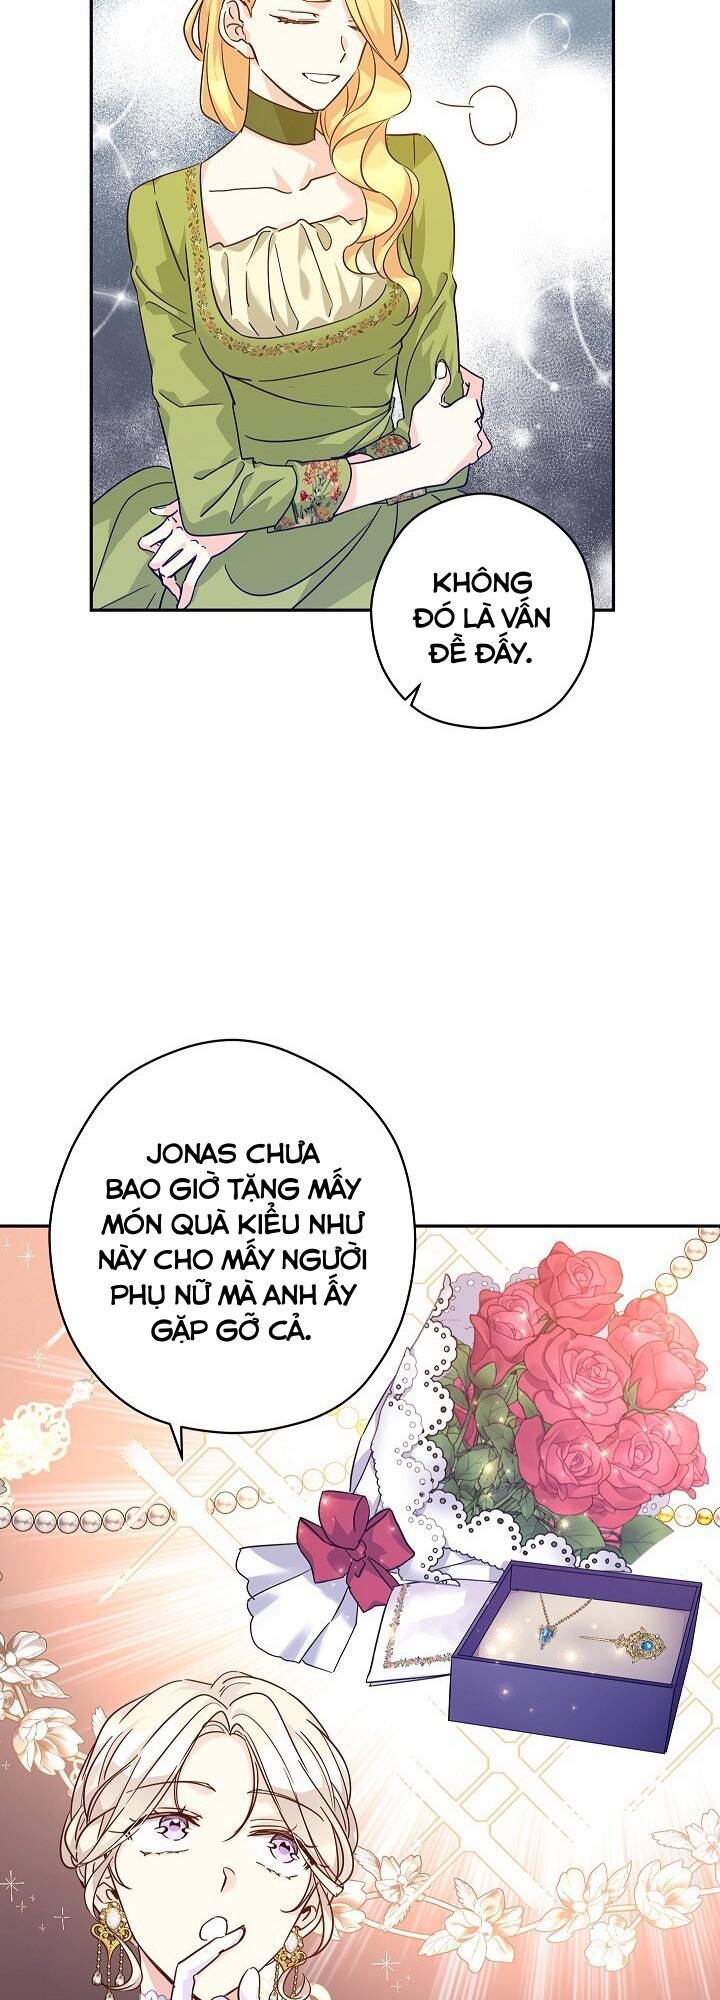 KHÔNG
ĐÓ LÀ VẤN
ĐỀ ĐẤY.
JONAS CHƯA
BAO GIỜ TẶNG MẤY
MÓN QUÀ KIỂU NHƯ
NÀY CHO MẤY NGƯỜI
PHỤ NỮ MÀ ANH ẤY
GẶP GỠ CẢ.